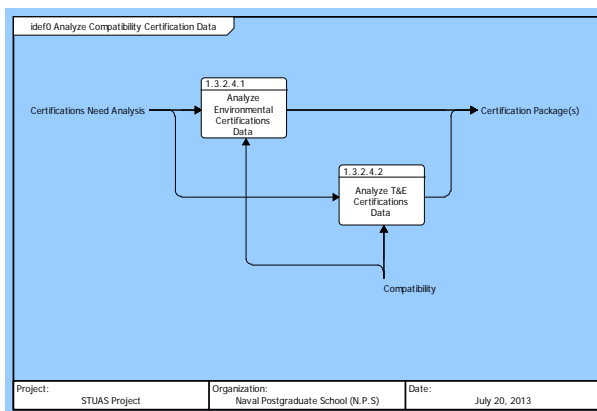 idef0 Analyze Compatibility Certification Data
1.3.2.4.1
Analyze
Environmental
Certifications
Data
Certifications Need Analysis
Certification Package(s)
1.3.2.4.2
Analyze T&E
Certifications
Data
Compatibility
Project:
STUAS Project
Organization:
Naval Postgraduate School (N.P.S)
Date:
July 20, 2013